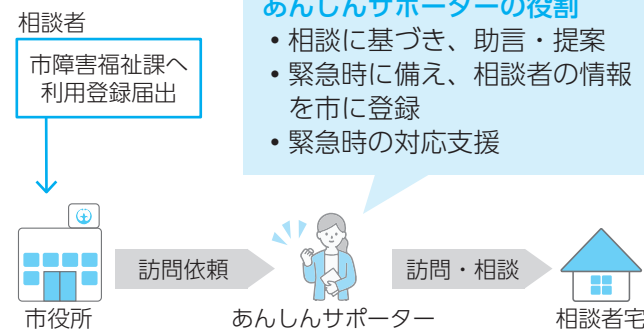 相談者
市障害福祉課へ
利用登録届出
あんしんサポーターの役割
•相談に基づき、助言・提案
•緊急時に備え、相談者の情報
を市に登録
•緊急時の対応支援
訪問依頼
訪問・相談
市役所
あんしんサポーター
相談者宅